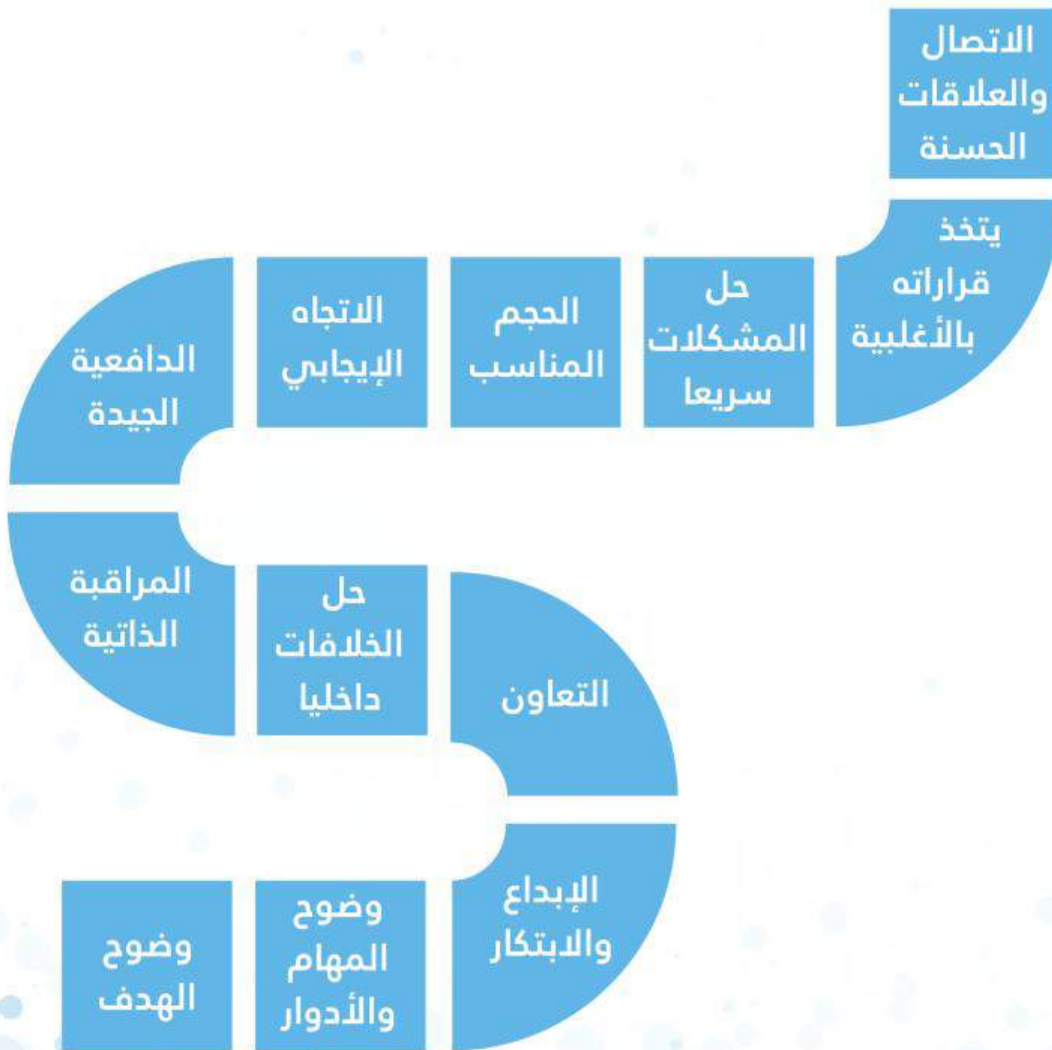 الاتصال
والعلاقات
الحسنة
يتخذ
قراراته
بالأغلبية
حل
المشكلات
سريعا
الحجم
المناسب
الاتجاه
الإيجابي
الدافعية
الجيدة
المراقبة
الذاتية
حل
الخلافات
داخليا
التعاون
الإبداع
والابتكار
وضوح
المهام
والأدوار
وضوح
الهدف